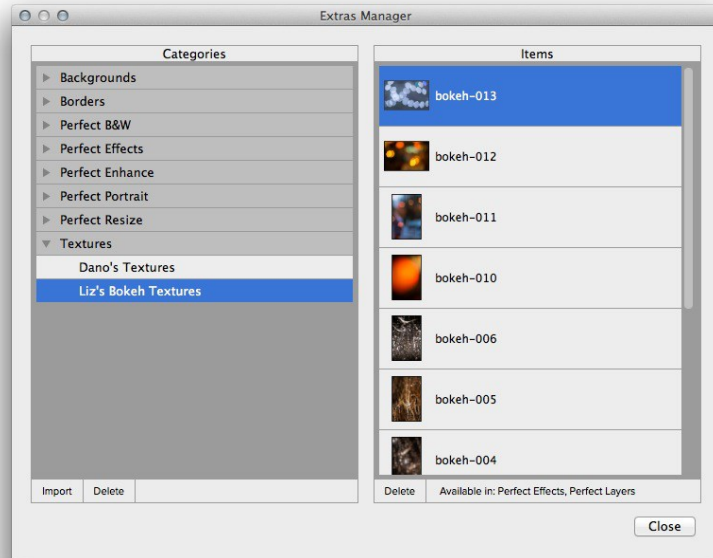 Extras Manager
Categories
Backgrounds
Borders
Perfect B&W
Perfect Effects
Perfect Enhance
Perfect Portrait
Perfect Resize
Textures
Dano's Textures
Liz's Bokeh Textures
Import Delete
Items
bokeh-013
bokeh-012
bokeh-011
bokeh-010
bokeh-006
bokeh-005
bokeh-004
Delete Available in: Perfect Effects, Perfect Layers
Close